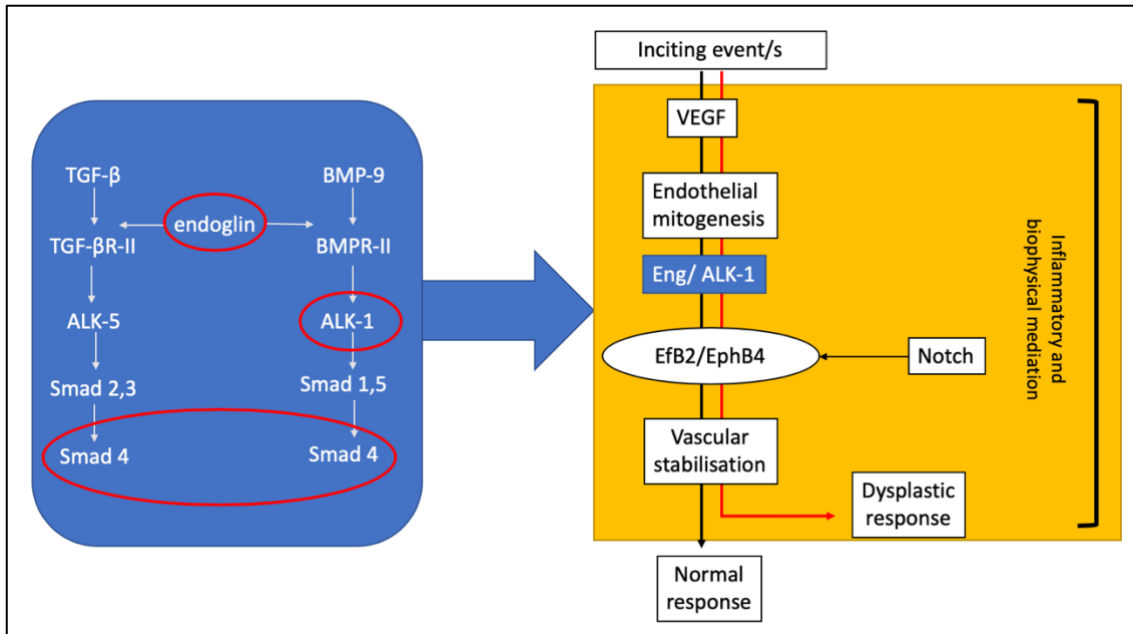 TGF-β
BMP-9
endoglin
TGF-βR-II
BMPR-II
ALK-5
ALK-1
Smad 2,3
Smad 1,5
Smad 4
Smad 4
Inciting event/s
VEGF
Endothelial
mitogenesis
Eng/ ALK-1
EfB2/EphB4
Notch
Vascular
stabilisation
Dysplastic
response
Normal
response
Inflammatory and
biophysical mediation